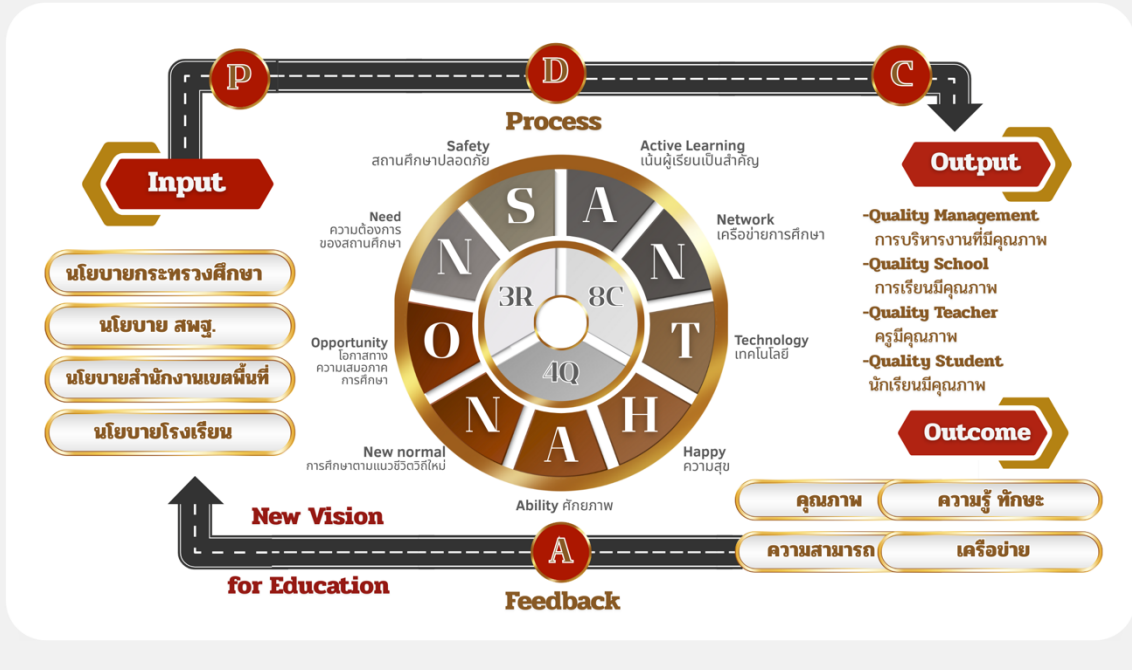 P
D
C
Process
Input
นโยบายกระทรวงศึกษา
นโยบาย สพฐ.
นโยบายสำนักงานเขตพื้นที่
นโยบายโรงเรียน
Safety
สถานศึกษาปลอดภัย
Active Learning
เน้นผู้เรียนเป็นสำคัญ
Network
เครือข่ายการศึกษา
Technology
เทคโนโลยี
Happy
ความสุข
Ability ศักยภาพ
New normal
การศึกษาตามแนวชีวิตวิถีใหม่
Opportunity
โอกาสทาง
ความเสมอภาค
การศึกษา
Need
ความต้องการ
ของสถานศึกษา
S
A
N
T
H
A
N
O
N
3R
8C
4Q
Output
-Quality Management
การบริหารงานที่มีคุณภาพ
-Quality School
การเรียนมีคุณภาพ
-Quality Teacher
ครูมีคุณภาพ
-Quality Student
นักเรียนมีคุณภาพ
Outcome
คุณภาพ
ความรู้ ทักษะ
ความสามารถ
เครือข่าย
A
Feedback
New Vision
for Education